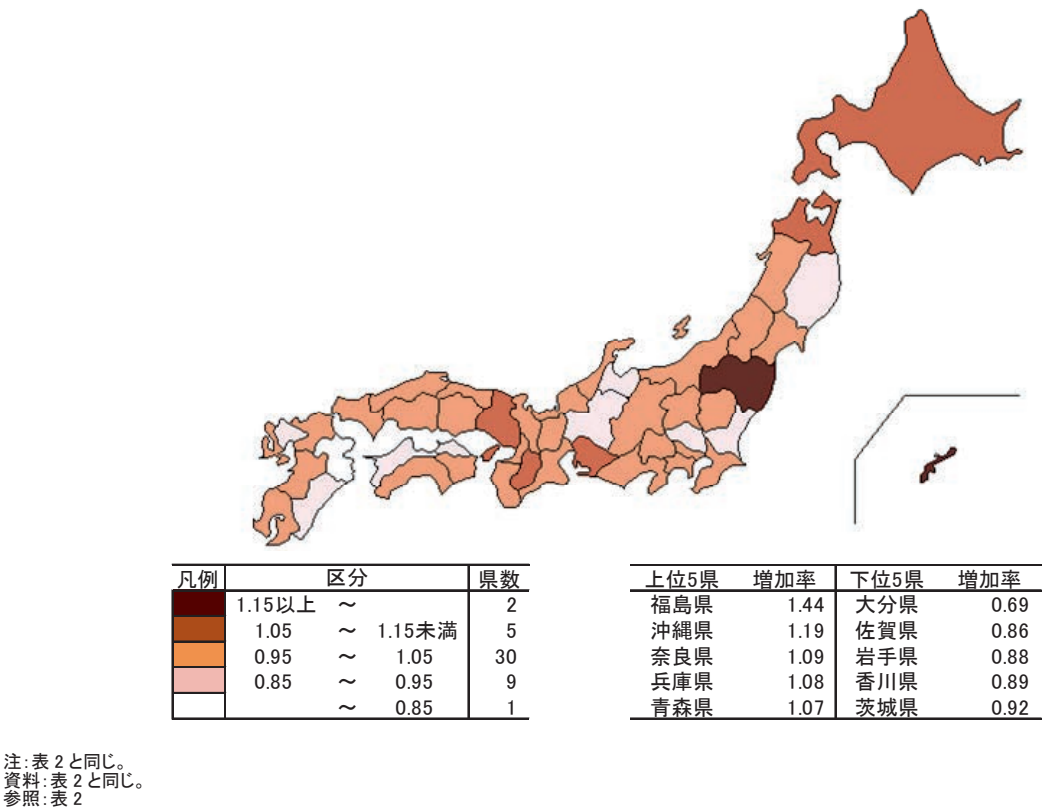 凡例 区分 県数
1.15以上 ～ 2
1.05 ～ 1.15未満 5
0.95 ～ 1.05 30
0.85 ～ 0.95 9
～ 0.85 1
上位5県 増加率 下位5県 増加率
福島県 1.44 大分県 0.69
沖縄県 1.19 佐賀県 0.86
奈良県 1.09 岩手県 0.88
兵庫県 1.08 香川県 0.89
青森県 1.07 茨城県 0.92
注:表2と同じ。
資料:表2と同じ。
参照:表2